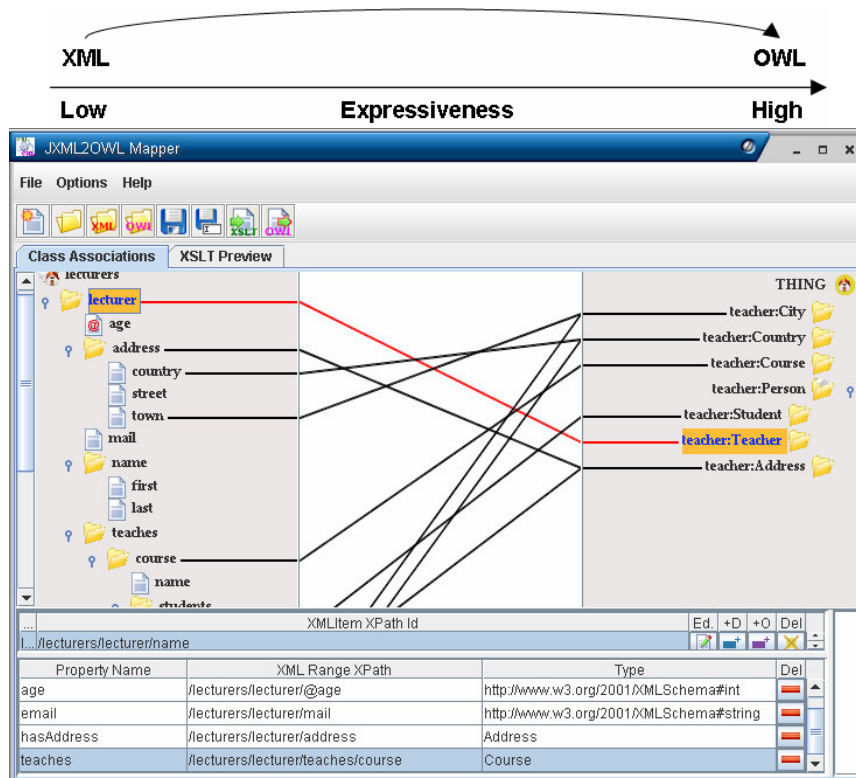 XML OWL
Low Expressiveness High
JXML2OWL Mapper
File Options Help
XML OWL XSLT OWL
Class Associations XSLT Preview
lecturers
THING
lecturer
teacher:City
@ age
teacher:Country
address
teacher:Course
country
teacher:Person
street
teacher:Student
town
teacher:Teacher
mail
teacher:Address
name
first
last
teaches
course
name
students
... XMLItem XPath Id Ed. +D +O Del
l... /lecturers/lecturer/name
Property Name XML Range XPath Type Del
age /lecturers/lecturer/@age http://www.w3.org/2001/XMLSchema#int
email /lecturers/lecturer/mail http://www.w3.org/2001/XMLSchema#string
hasAddress /lecturers/lecturer/address Address
teaches /lecturers/lecturer/teaches/course Course